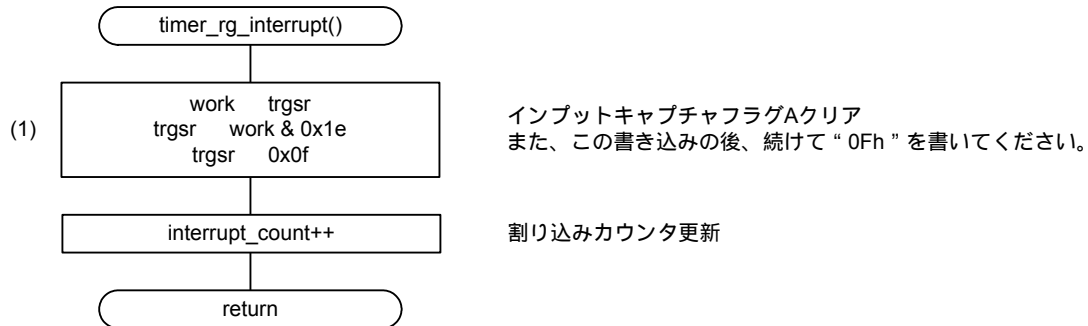 timer_rg_interrupt()
(1)
work trgsr
trgsr work & 0x1e
trgsr 0x0f
インプットキャプチャフラグAクリア
また、この書き込みの後、続けて“0Fh”を書いてください。
interrupt_count++
割り込みカウンタ更新
return